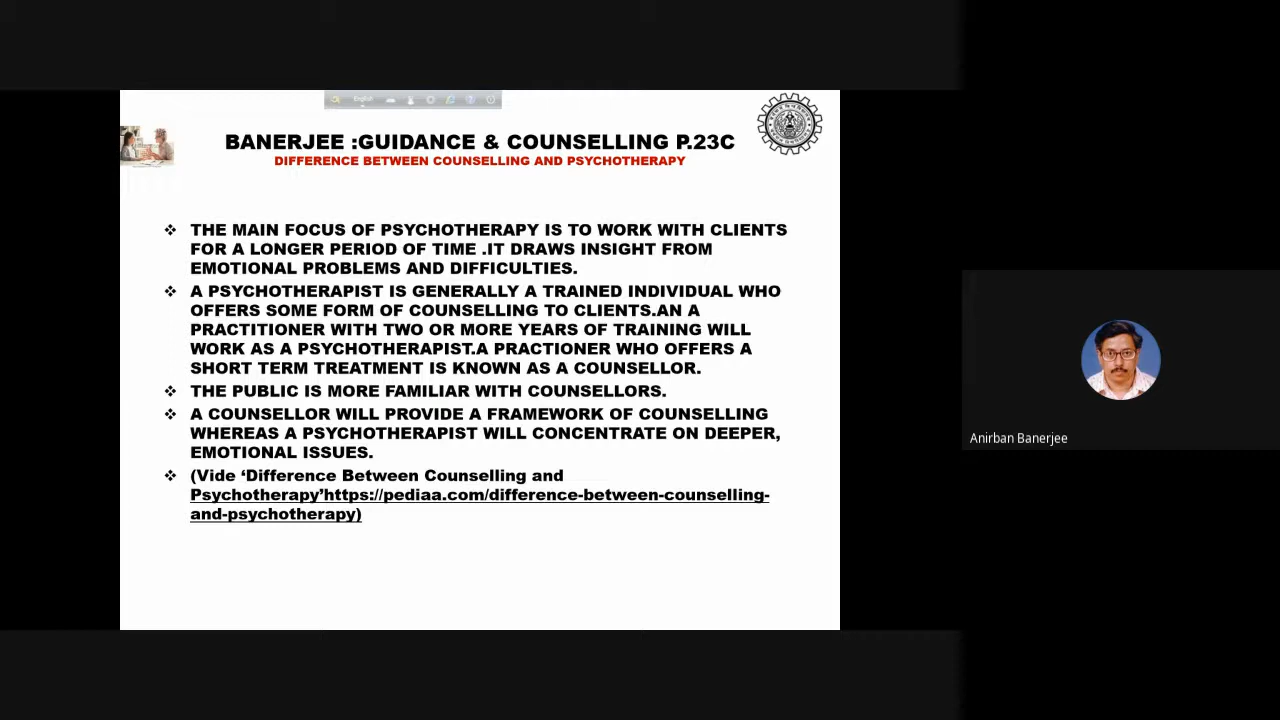 English
BANERJEE :GUIDANCE & COUNSELLING P.23C
DIFFERENCE BETWEEN COUNSELLING AND PSYCHOTHERAPY
❖ THE MAIN FOCUS OF PSYCHOTHERAPY IS TO WORK WITH CLIENTS
FOR A LONGER PERIOD OF TIME .IT DRAWS INSIGHT FROM
EMOTIONAL PROBLEMS AND DIFFICULTIES.
❖ A PSYCHOTHERAPIST IS GENERALLY A TRAINED INDIVIDUAL WHO
OFFERS SOME FORM OF COUNSELLING TO CLIENTS.AN A
PRACTITIONER WITH TWO OR MORE YEARS OF TRAINING WILL
WORK AS A PSYCHOTHERAPIST.A PRACTIONER WHO OFFERS A
SHORT TERM TREATMENT IS KNOWN AS A COUNSELLOR.
❖ THE PUBLIC IS MORE FAMILIAR WITH COUNSELLORS.
❖ A COUNSELLOR WILL PROVIDE A FRAMEWORK OF COUNSELLING
WHEREAS A PSYCHOTHERAPIST WILL CONCENTRATE ON DEEPER,
EMOTIONAL ISSUES.
❖ (Vide ‘Difference Between Counselling and
Psychotherapy’https://pediaa.com/difference-between-counselling-
and-psychotherapy)
Anirban Banerjee